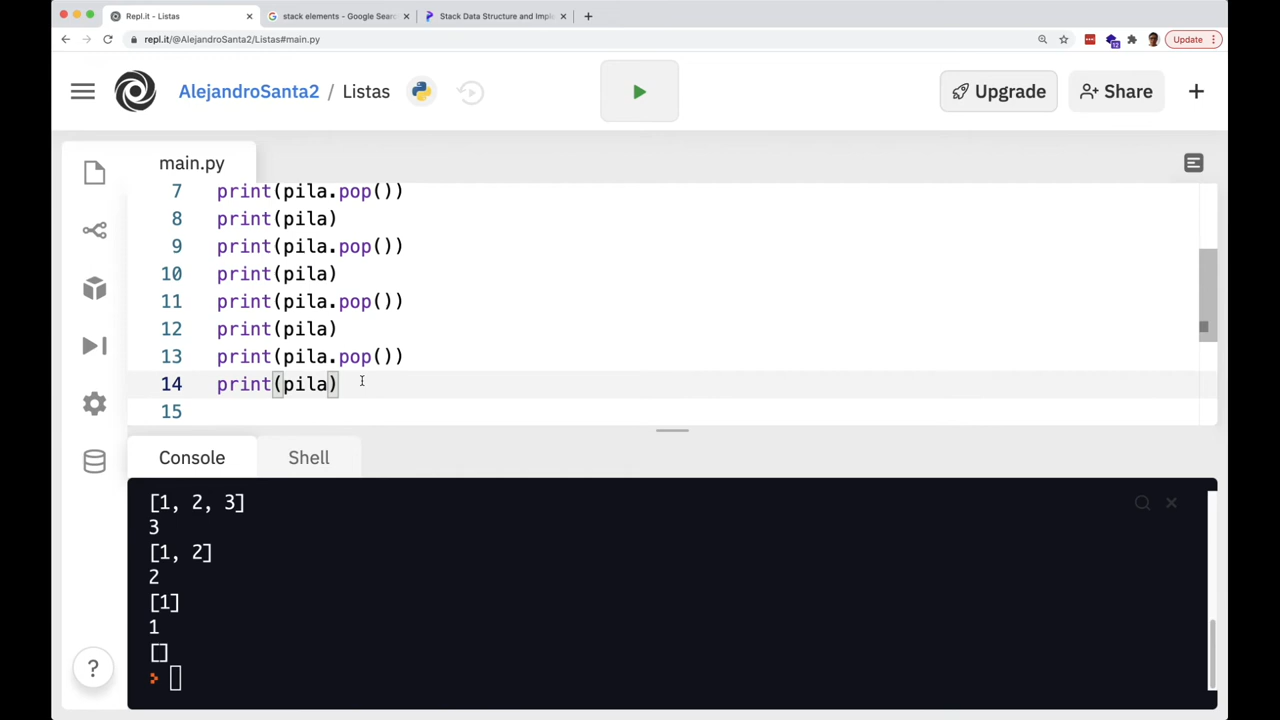 Repl.it - Listas
stack elements - Google Sear
Stack Data Structure and Imple
repl.it/@AlejandroSanta2/Listas#main.py
12
Update
AlejandroSanta2 / Listas
Upgrade
Share
main.py
7 print(pila.pop())
8 print(pila)
9 print(pila.pop())
10 print(pila)
11 print(pila.pop())
12 print(pila)
13 print(pila.pop())
14 print(pila)
15
Console
Shell
[1, 2, 3]
3
[1, 2]
2
[1]
1
[]
?